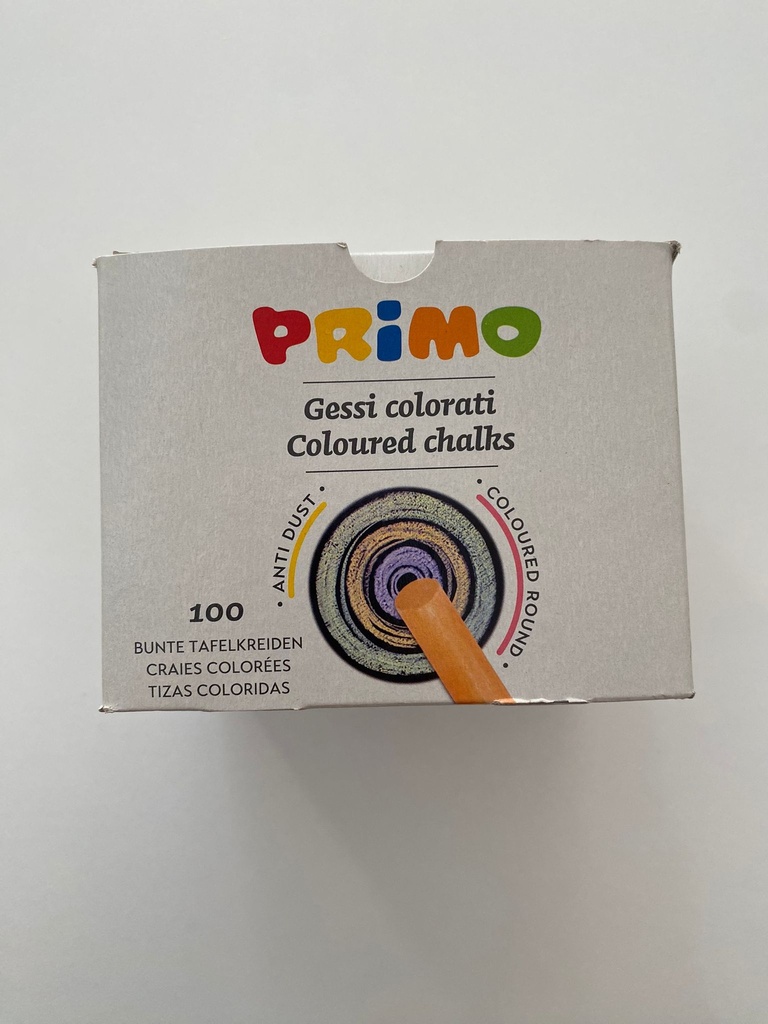 PRIMO
Gessi colorati
Coloured chalks
• ANTI DUST •
• COLOURED ROUND •
100
BUNTE TAFELKREIDEN
CRAIES COLORÉES
TIZAS COLORIDAS